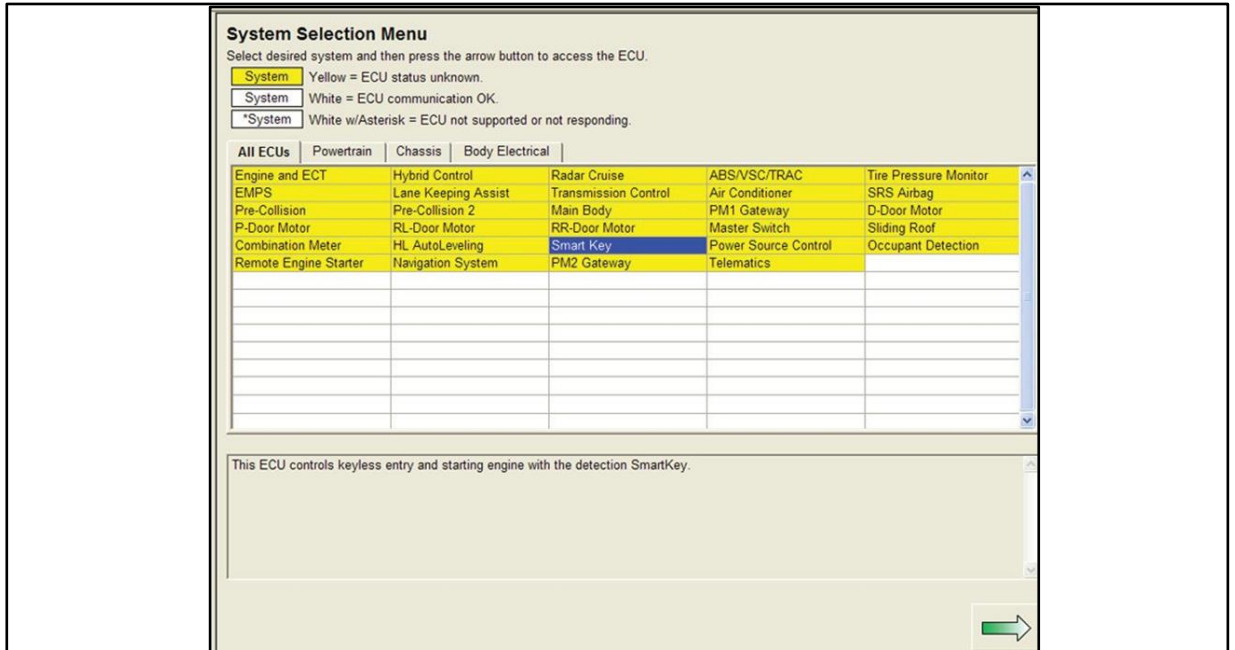 System Selection Menu
Select desired system and then press the arrow button to access the ECU.
System Yellow = ECU status unknown.
System White = ECU communication OK.
*System White w/Asterisk = ECU not supported or not responding.
All ECUs Powertrain Chassis Body Electrical
Engine and ECT Hybrid Control Radar Cruise ABS/VSC/TRAC Tire Pressure Monitor
EMPS Lane Keeping Assist Transmission Control Air Conditioner SRS Airbag
Pre-Collision Pre-Collision 2 Main Body PM1 Gateway D-Door Motor
P-Door Motor RL-Door Motor RR-Door Motor Master Switch Sliding Roof
Combination Meter HL AutoLeveling Smart Key Power Source Control Occupant Detection
Remote Engine Starter Navigation System PM2 Gateway Telematics
This ECU controls keyless entry and starting engine with the detection SmartKey.